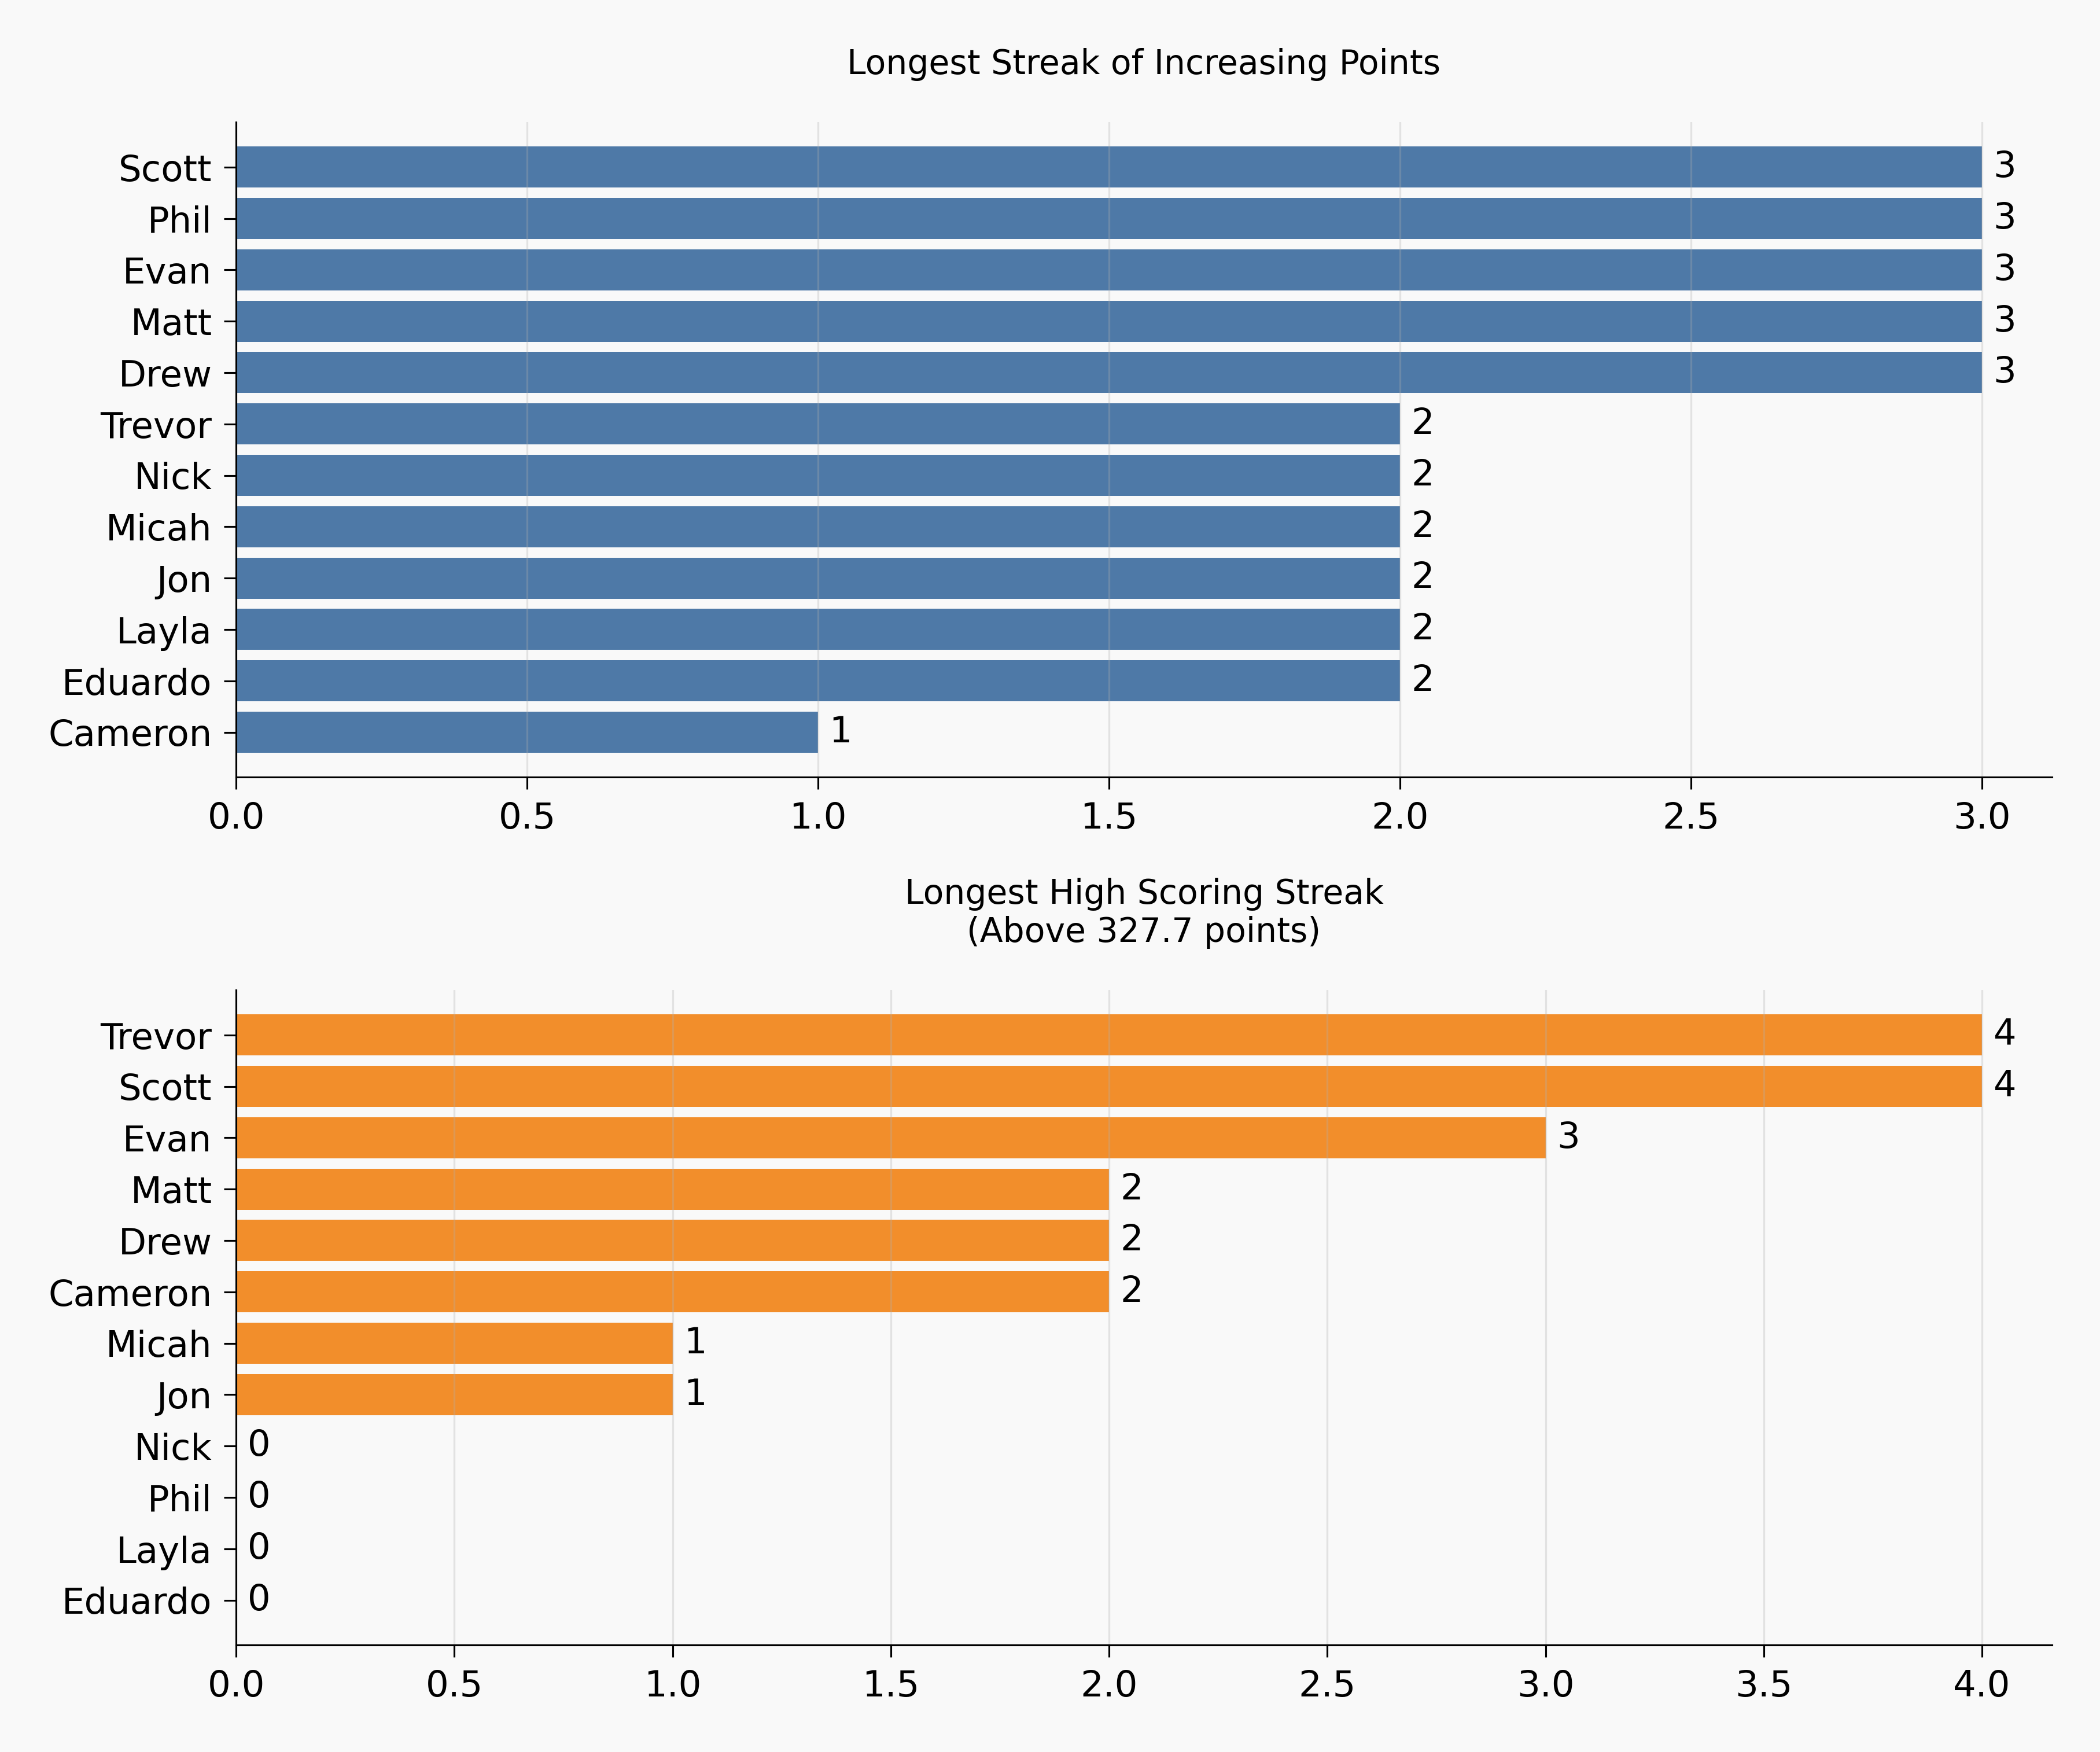 Longest Streak of Increasing Points
Scott 3
Phil 3
Evan 3
Matt 3
Drew 3
Trevor 2
Nick 2
Micah 2
Jon 2
Layla 2
Eduardo 2
Cameron 1
0.0 0.5 1.0 1.5 2.0 2.5 3.0
Longest High Scoring Streak
(Above 327.7 points)
Trevor 4
Scott 4
Evan 3
Matt 2
Drew 2
Cameron 2
Micah 1
Jon 1
Nick 0
Phil 0
Layla 0
Eduardo 0
0.0 0.5 1.0 1.5 2.0 2.5 3.0 3.5 4.0